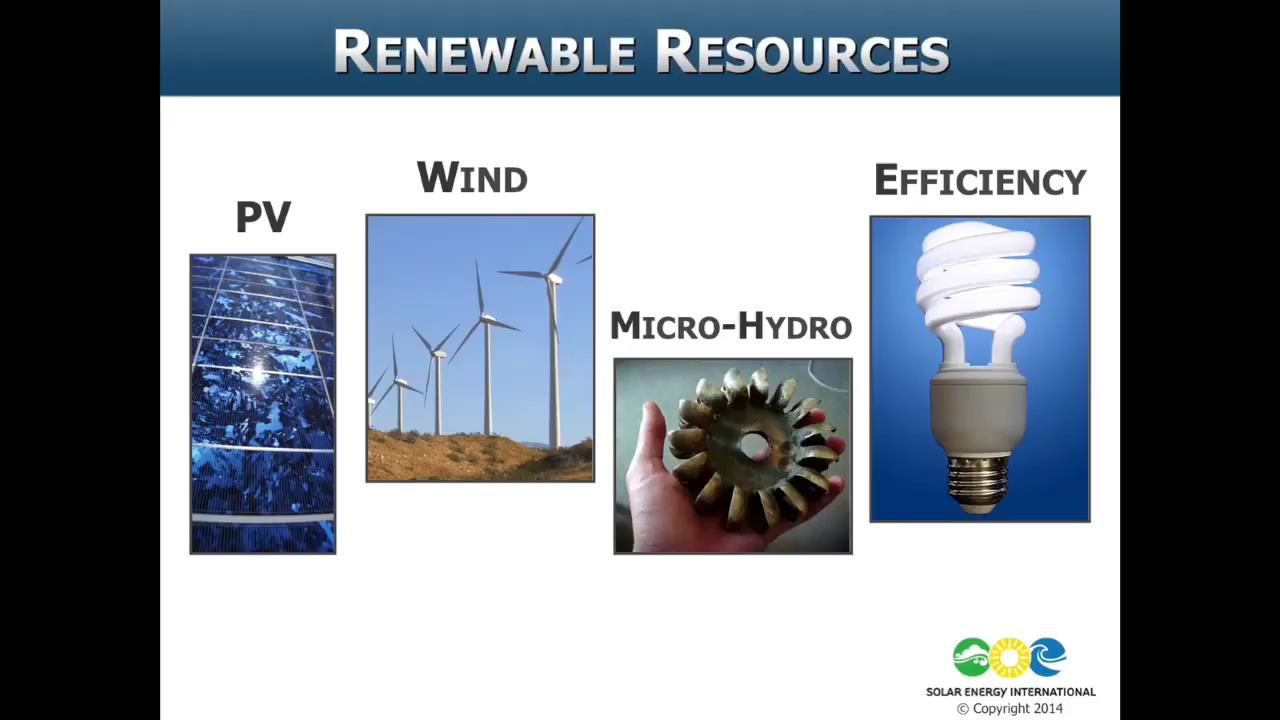 RENEWABLE RESOURCES
PV
WIND
MICRO-HYDRO
EFFICIENCY
SOLAR ENERGY INTERNATIONAL
© Copyright 2014